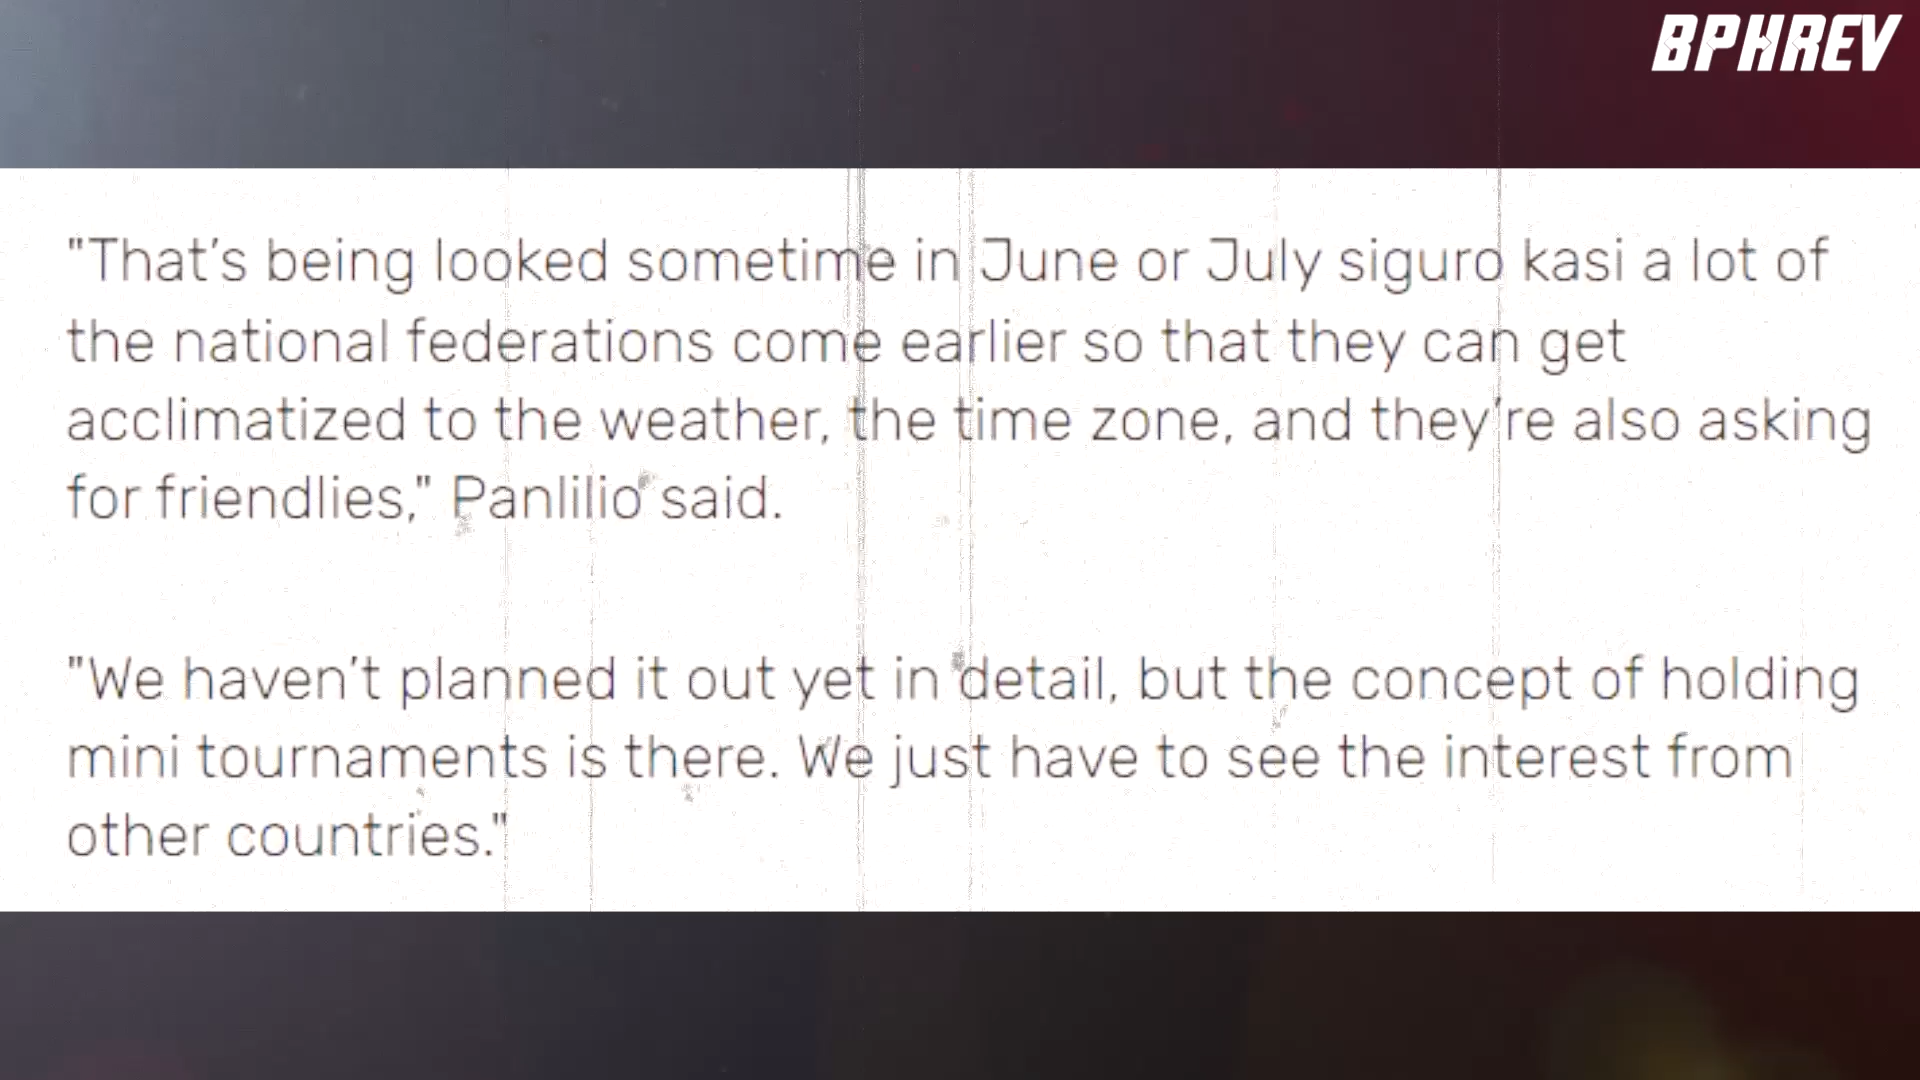 BPHREV
"That's being looked sometime in June or July siguro kasi a lot of
the national federations come earlier so that they can get
acclimatized to the weather, the time zone, and they're also asking
for friendlies," Panlilio said.
"We haven't planned it out yet in detail, but the concept of holding
mini tournaments is there. We just have to see the interest from
other countries."